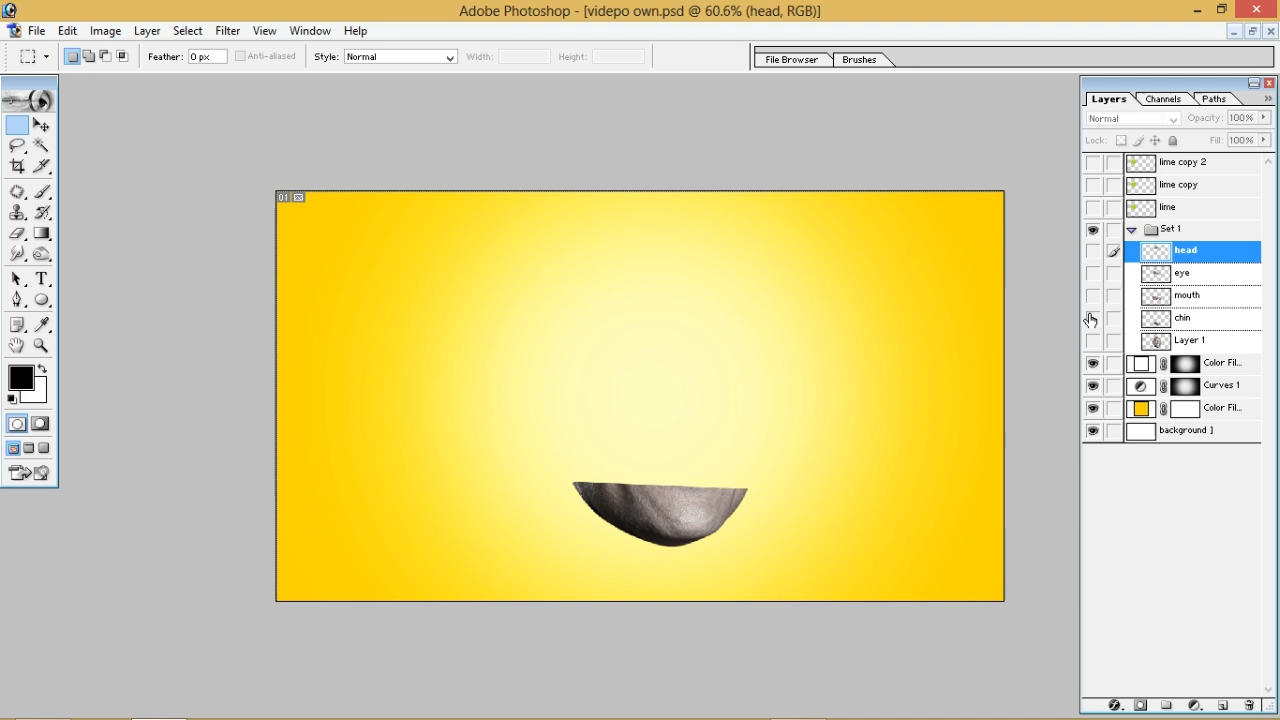 Adobe Photoshop - [videpo own.psd @ 60.6% (head, RGB)]
File Edit Image Layer Select Filter View Window Help
Feather: 0 px Anti-aliased Style: Normal Width: Height: File Browser Brushes
Layers Channels Paths
Normal Opacity: 100%
Lock: Fill: 100%
lime copy 2
lime copy
lime
Set 1
head
eye
mouth
chin
Layer 1
Color Fil...
Curves 1
Color Fil...
background 1
01